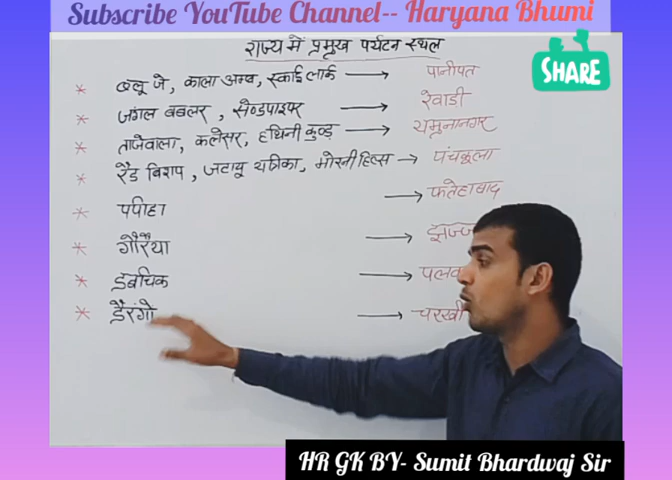 Subscribe YouTube Channel-- Haryana Bhumi
SHARE
राज्य में प्रमुख पर्यटन स्थल
* ब्लू जे, काला अम्ब, स्काई लार्क → पानीपत
* जंगल बबलर, सैण्डपाइपर → रेवाडी
* ताजेवाला, कलेसर, हथिनी कुण्ड → यमुनानगर
* रैड बिशप, जटायु यात्रिका, मोरनी हिल्स → पंचकुला
* पपीहा → फतेहाबाद
* गौरैया →
* डबचिक →
* डैरंगो → चरखी
HR GK BY- Sumit Bhardwaj Sir